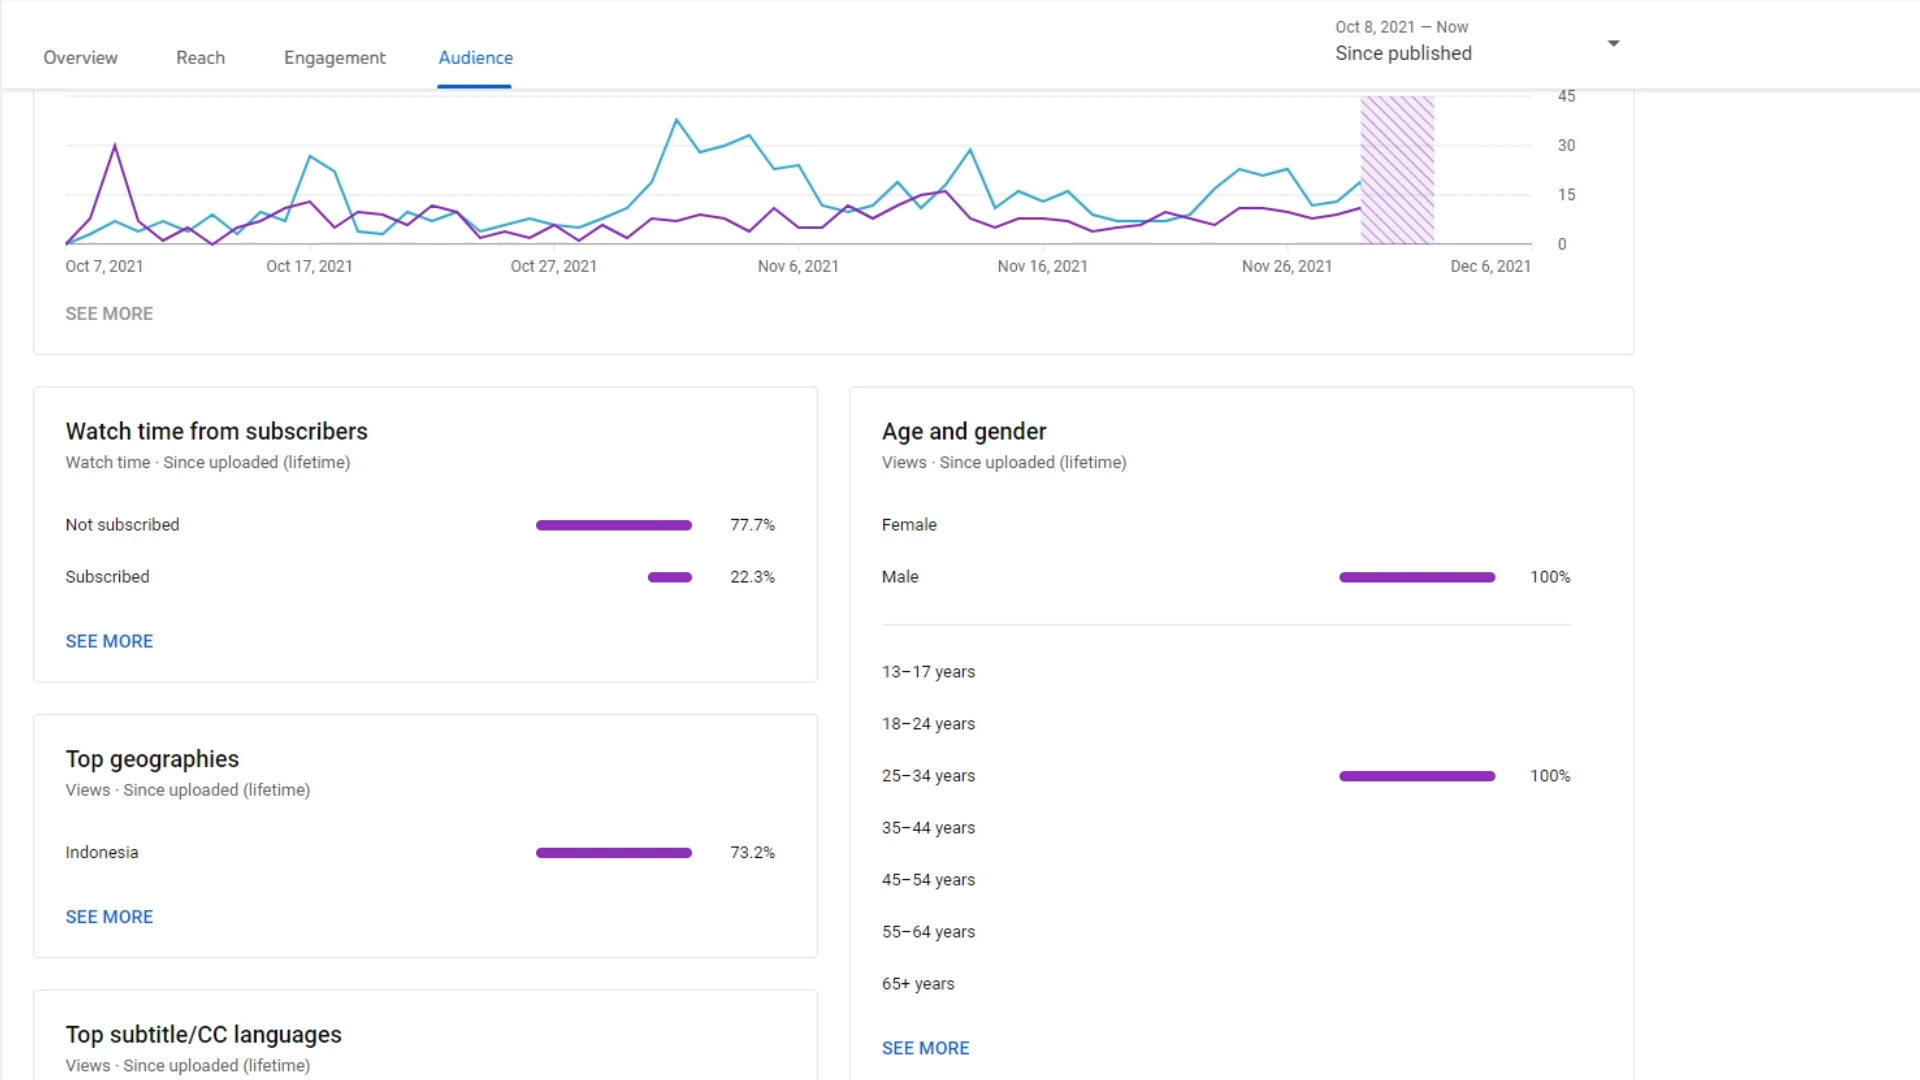 Oct 8, 2021 — Now
Overview Reach Engagement Audience Since published
45
30
15
0
Oct 7, 2021 Oct 17, 2021 Oct 27, 2021 Nov 6, 2021 Nov 16, 2021 Nov 26, 2021 Dec 6, 2021
SEE MORE
Watch time from subscribers
Watch time · Since uploaded (lifetime)
Not subscribed 77.7%
Subscribed 22.3%
SEE MORE
Top geographies
Views · Since uploaded (lifetime)
Indonesia 73.2%
SEE MORE
Top subtitle/CC languages
Views · Since uploaded (lifetime)
Age and gender
Views · Since uploaded (lifetime)
Female
Male 100%
13–17 years
18–24 years
25–34 years 100%
35–44 years
45–54 years
55–64 years
65+ years
SEE MORE